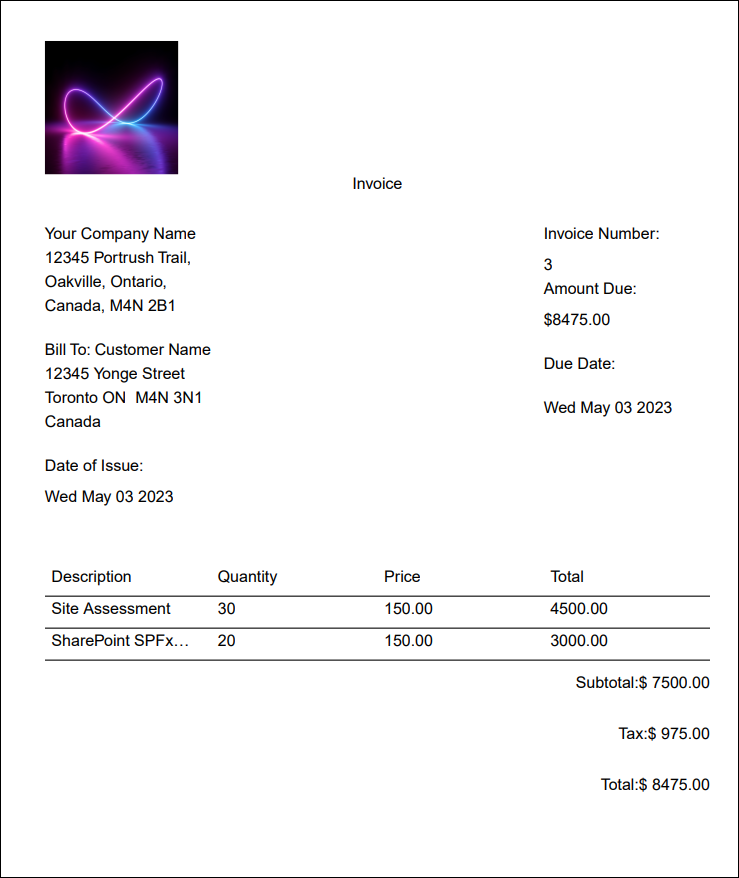 Invoice
Your Company Name
12345 Portrush Trail,
Oakville, Ontario,
Canada, M4N 2B1
Bill To: Customer Name
12345 Yonge Street
Toronto ON  M4N 3N1
Canada
Date of Issue:
Wed May 03 2023
Invoice Number:
3
Amount Due:
$8475.00
Due Date:
Wed May 03 2023
Description Quantity Price Total
Site Assessment 30 150.00 4500.00
SharePoint SPFx… 20 150.00 3000.00
Subtotal:$ 7500.00
Tax:$ 975.00
Total:$ 8475.00